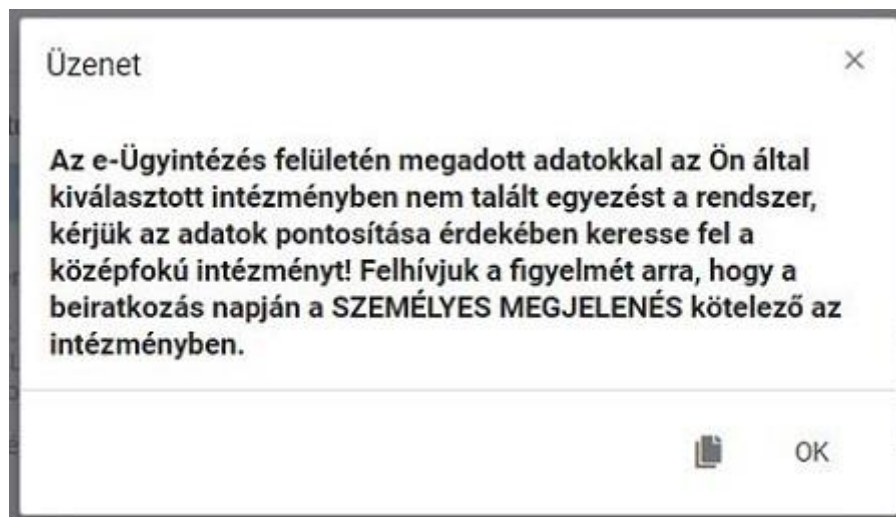 Üzenet
Az e-Ügyintézés felületén megadott adatokkal az Ön által
kiválasztott intézményben nem talált egyezést a rendszer,
kérjük az adatok pontosítása érdekében keresse fel a
középfokú intézményt! Felhívjuk a figyelmét arra, hogy a
beiratkozás napján a SZEMÉLYES MEGJELENÉS kötelező az
intézményben.
OK